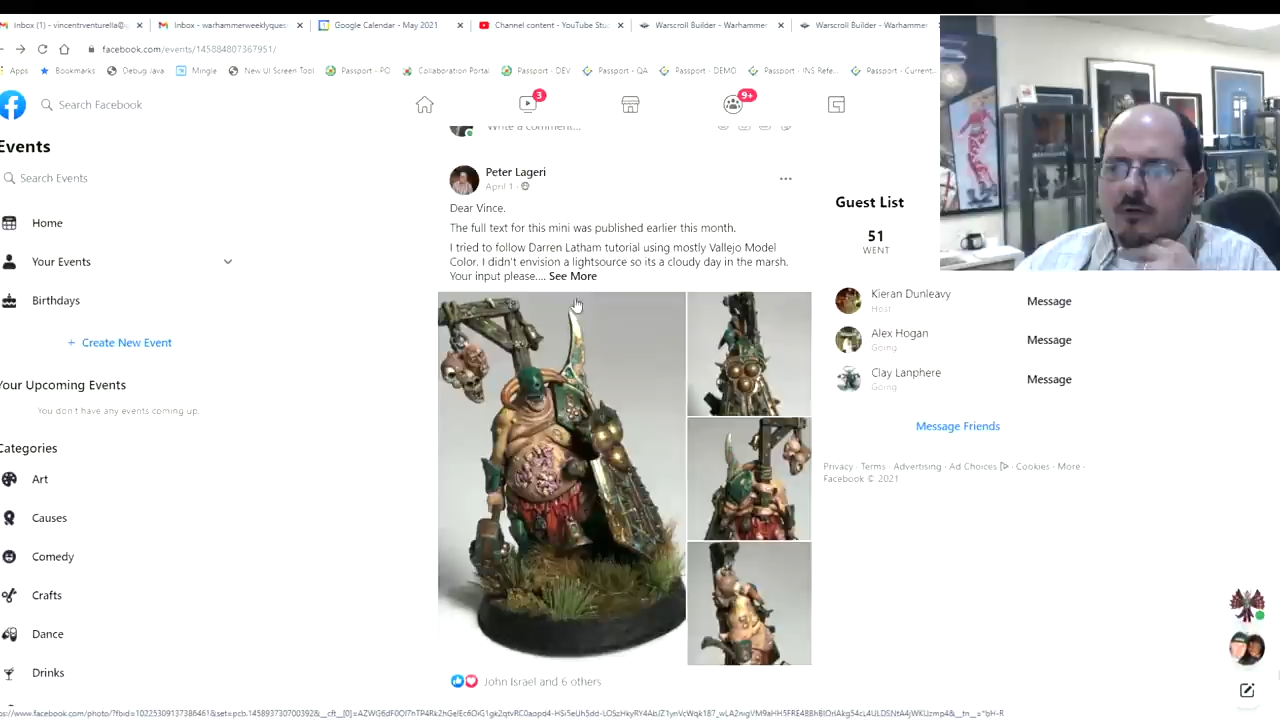 Inbox (1) - vincentrventurella@g
Inbox - warhammerweeklyques
Google Calendar - May 2021
Channel content - YouTube Stu
Warscroll Builder - Warhammer
Warscroll Builder - Warhammer
facebook.com/events/145884807367951/
Apps
Bookmarks
Debug Java
Mingle
New UI Screen Tool
Passport - PO
Collaboration Portal
Passport - DEV
Passport - QA
Passport - DEMO
Passport - INS Refe...
Passport - Current...
Search Facebook
3
9+
Events
Search Events
Home
Your Events
Birthdays
+ Create New Event
Your Upcoming Events
You don't have any events coming up.
Categories
Art
Causes
Comedy
Crafts
Dance
Drinks
Write a comment...
Peter Lageri
April 1 ·
Dear Vince.
The full text for this mini was published earlier this month.
I tried to follow Darren Latham tutorial using mostly Vallejo Model
Color. I didn't envision a lightsource so its a cloudy day in the marsh.
Your input please.... See More
John Israel and 6 others
Guest List
51
WENT
Kieran Dunleavy
Host
Message
Alex Hogan
Going
Message
Clay Lanphere
Going
Message
Message Friends
Privacy · Terms · Advertising · Ad Choices · Cookies · More ·
Facebook © 2021